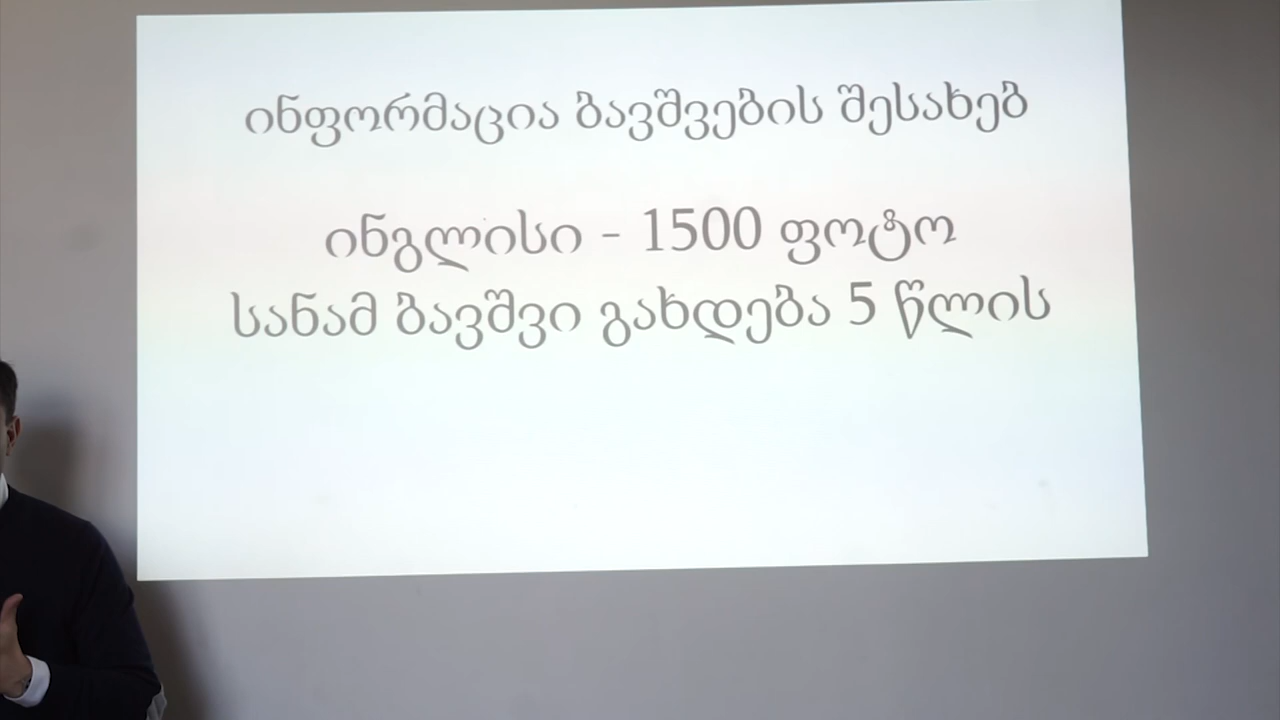 ინფორმაცია ბავშვების შესახებ
ინგლისი - 1500 ფოტო
სანამ ბავშვი გახდება 5 წლის